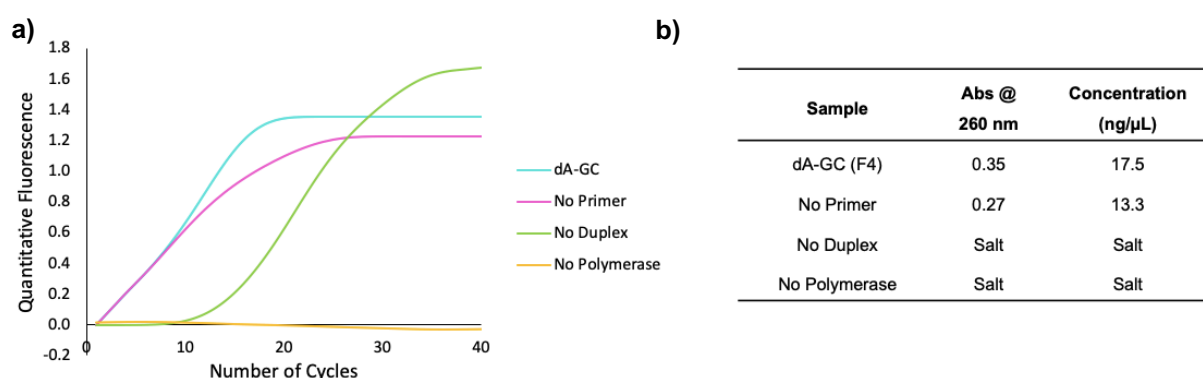 a)
1.8
1.6
1.4
1.2
1.0
0.8
0.6
0.4
0.2
0.0
-0.2
Quantitative Fluorescence
0 10 20 30 40
Number of Cycles
dA-GC
No Primer
No Duplex
No Polymerase
b)
Sample Abs @ 260 nm Concentration (ng/µL)
dA-GC (F4) 0.35 17.5
No Primer 0.27 13.3
No Duplex Salt Salt
No Polymerase Salt Salt